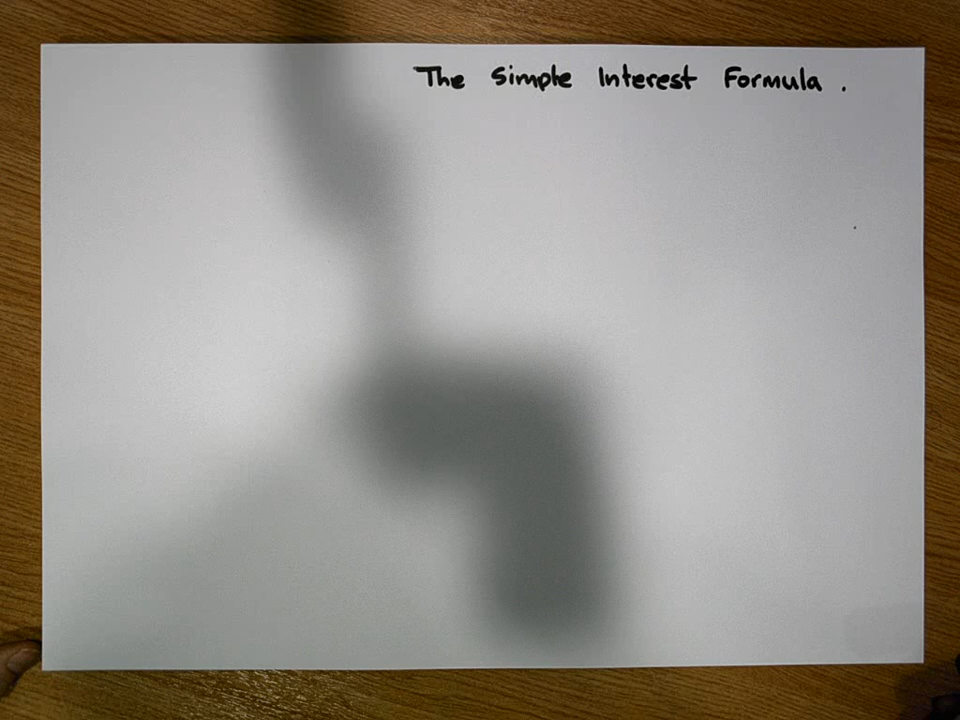 The Simple Interest Formula .